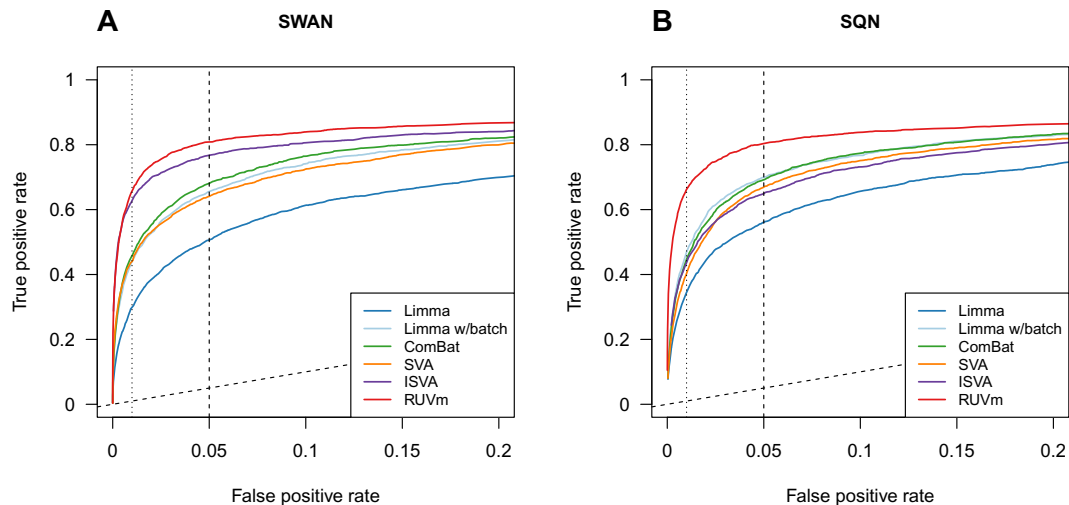 A
SWAN
True positive rate
1
0.8
0.6
0.4
0.2
0
Limma
Limma w/batch
ComBat
SVA
ISVA
RUVm
0
0.05
0.1
0.15
0.2
False positive rate
B
SQN
True positive rate
1
0.8
0.6
0.4
0.2
0
Limma
Limma w/batch
ComBat
SVA
ISVA
RUVm
0
0.05
0.1
0.15
0.2
False positive rate